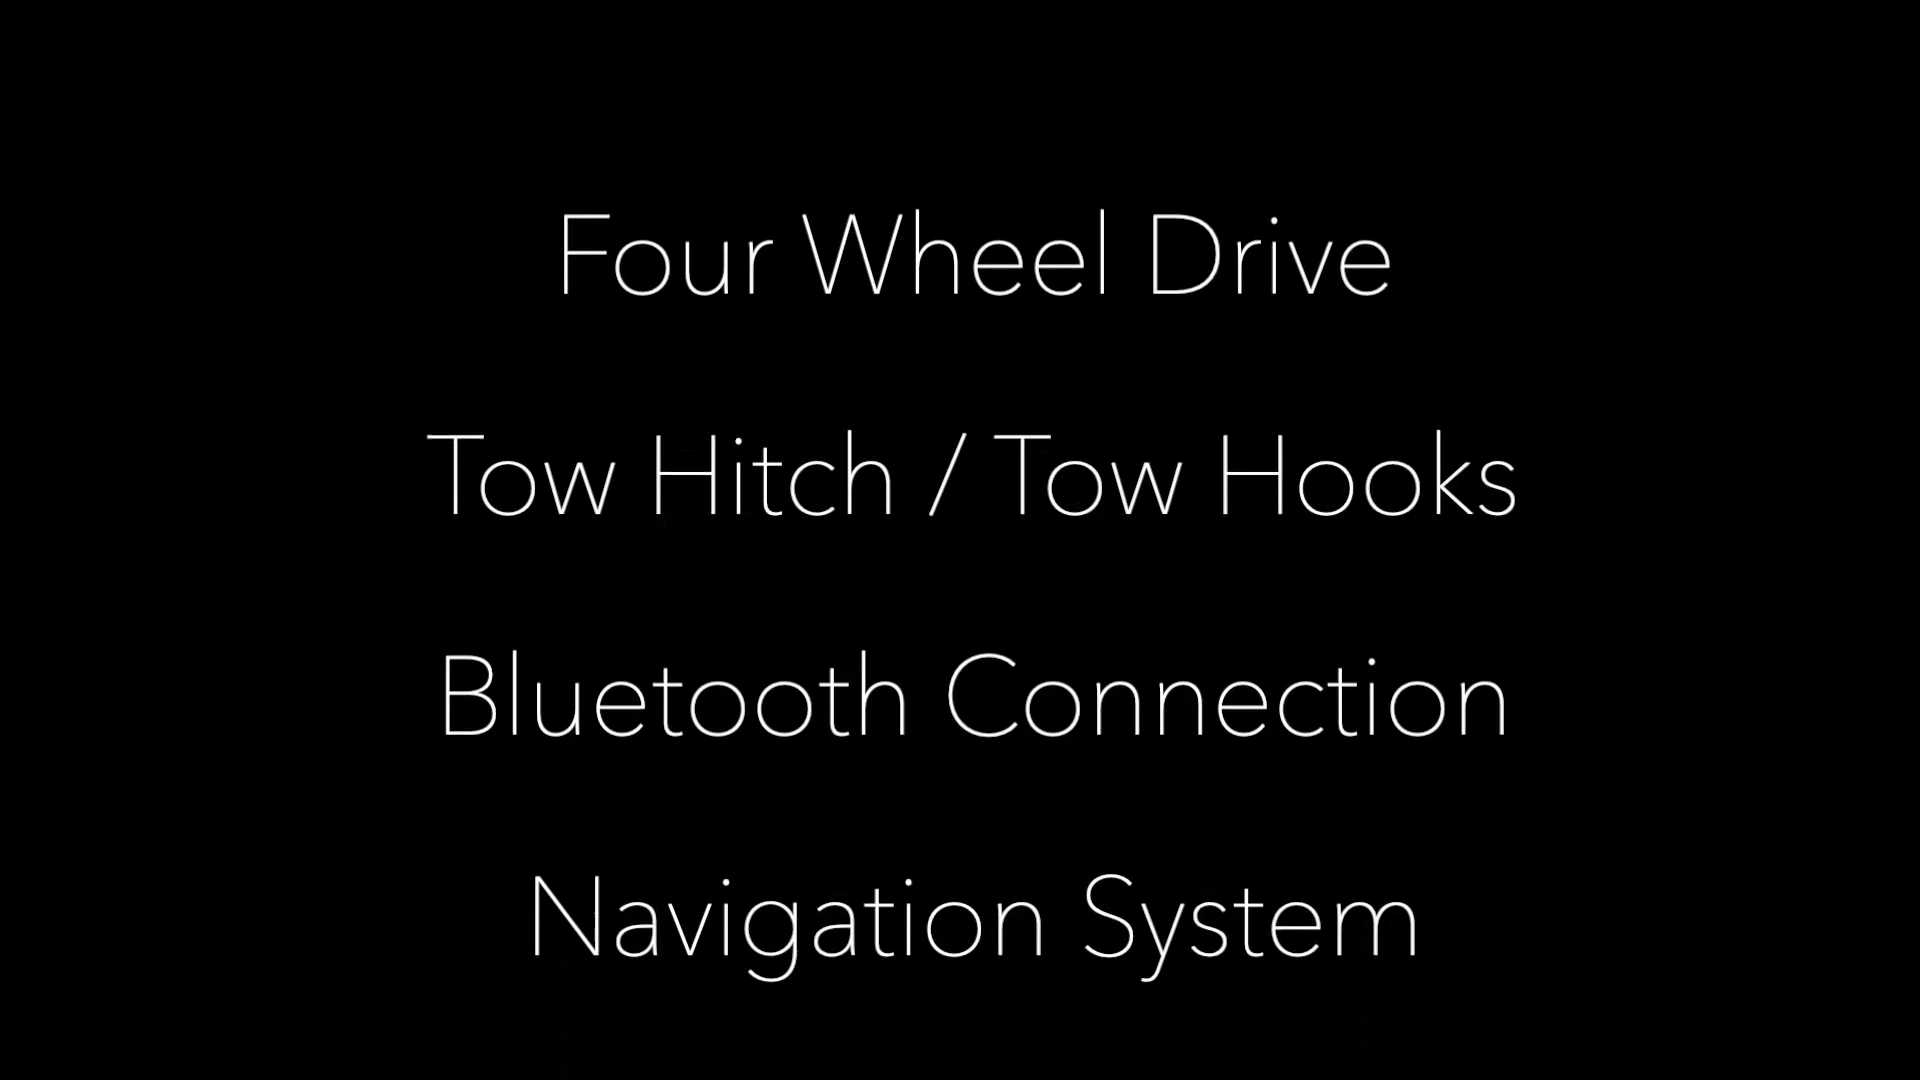 Four Wheel Drive
Tow Hitch / Tow Hooks
Bluetooth Connection
Navigation System